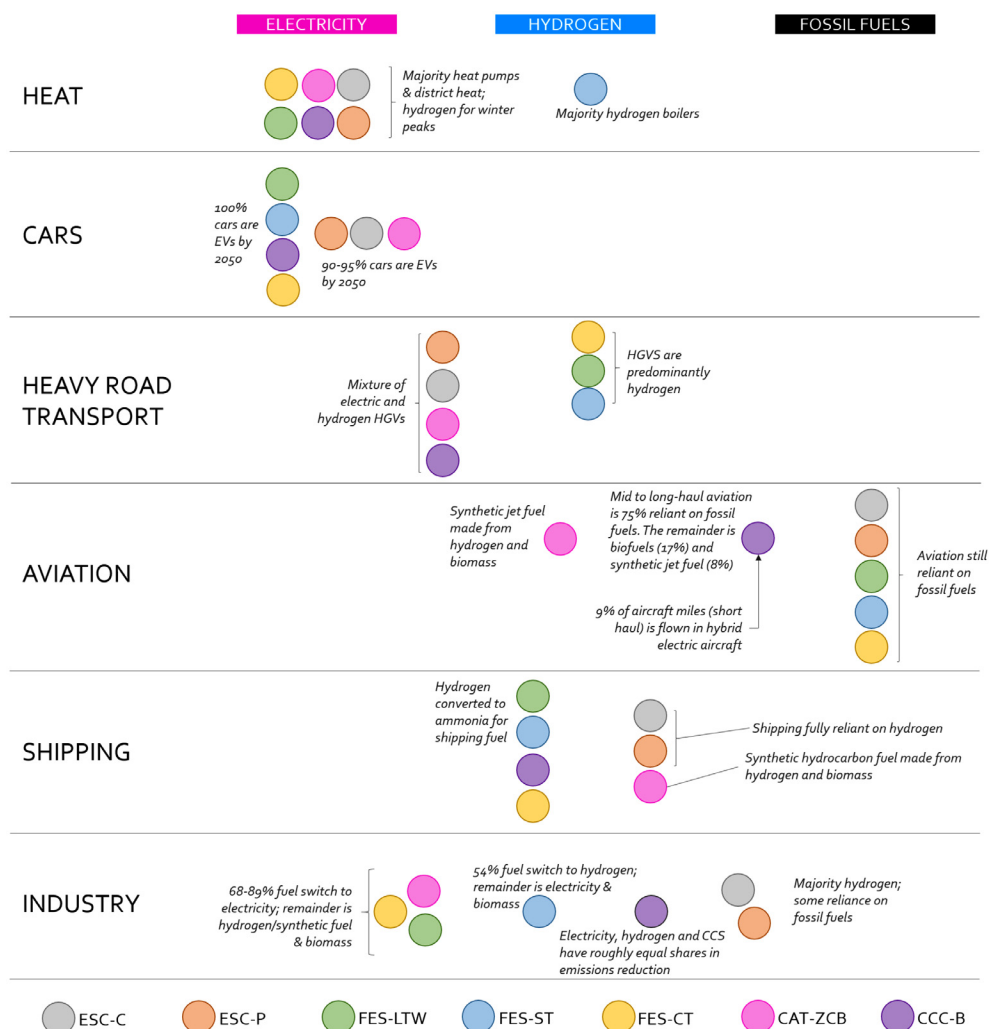 ELECTRICITY
HYDROGEN
FOSSIL FUELS
HEAT
Majority heat pumps
& district heat;
hydrogen for winter
peaks
Majority hydrogen boilers
CARS
100%
cars are
EVs by
2050
90-95% cars are EVs
by 2050
HEAVY ROAD
TRANSPORT
Mixture of
electric and
hydrogen HGVs
HGVS are
predominantly
hydrogen
AVIATION
Synthetic jet fuel
made from
hydrogen and
biomass
Mid to long-haul aviation
is 75% reliant on fossil
fuels. The remainder is
biofuels (17%) and
synthetic jet fuel (8%)
9% of aircraft miles (short
haul) is flown in hybrid
electric aircraft
Aviation still
reliant on
fossil fuels
SHIPPING
Hydrogen
converted to
ammonia for
shipping fuel
Shipping fully reliant on hydrogen
Synthetic hydrocarbon fuel made from
hydrogen and biomass
INDUSTRY
68-89% fuel switch to
electricity; remainder is
hydrogen/synthetic fuel
& biomass
54% fuel switch to hydrogen;
remainder is electricity &
biomass
Electricity, hydrogen and CCS
have roughly equal shares in
emissions reduction
Majority hydrogen;
some reliance on
fossil fuels
ESC-C
ESC-P
FES-LTW
FES-ST
FES-CT
CAT-ZCB
CCC-B